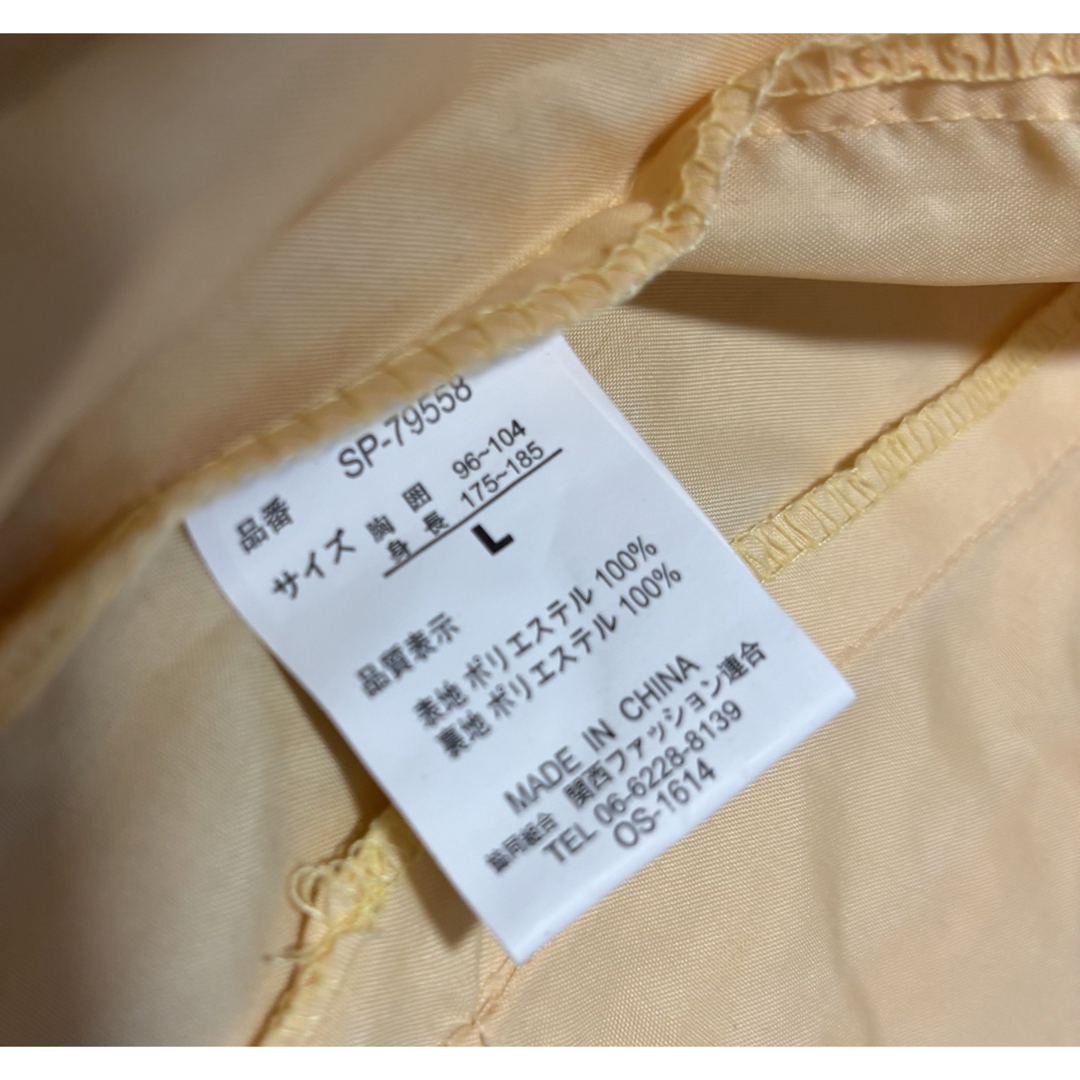 品番 SP-79558
サイズ 胸囲 96~104
身長 175~185
L
品質表示
表地 ポリエステル 100%
裏地 ポリエステル 100%
MADE IN CHINA
協同組合 関西ファッション連合
TEL 06-6228-8139
OS-1614